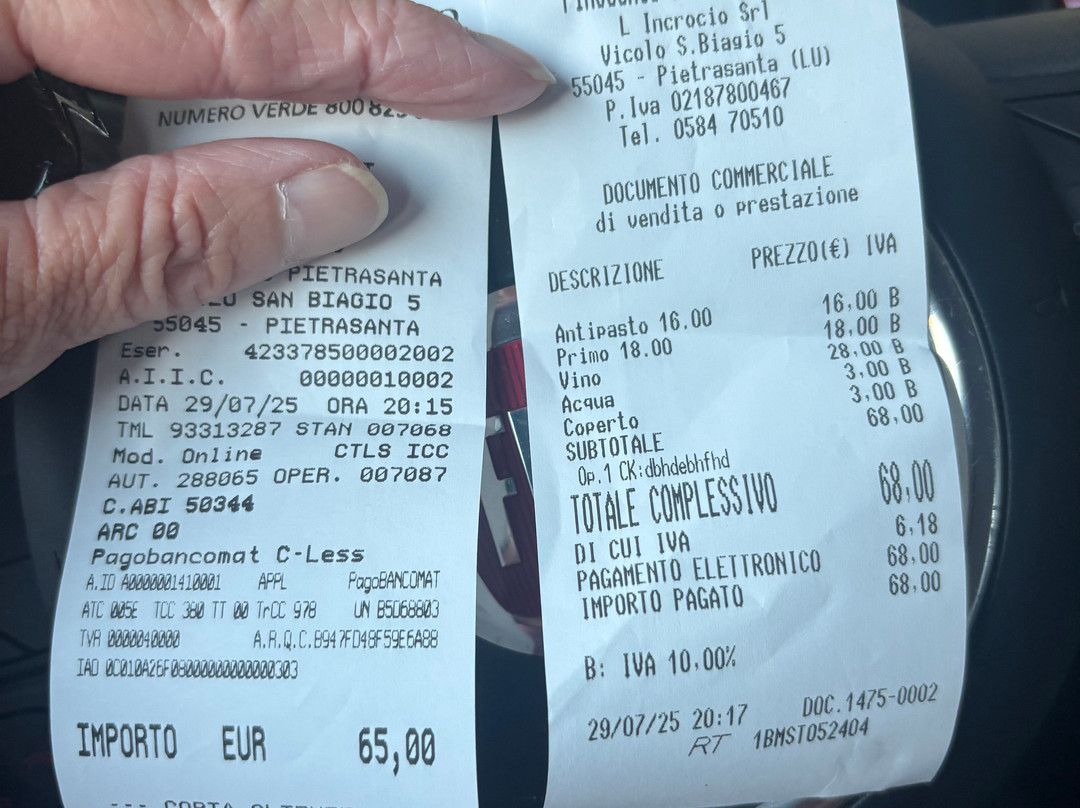 NUMERO VERDE 800 82
PIETRASANTA
SAN BIAGIO 5
55045 - PIETRASANTA
Eser. 423378500002002
A.I.I.C. 00000010002
DATA 29/07/25 ORA 20:15
TML 93313287 STAN 007068
Mod. Online CTLS ICC
AUT. 288065 OPER. 007087
C.ABI 50344
ARC 00
Pagobancomat C-Less
A.ID A0000001410001 APPL PagoBANCOMAT
ATC 005E TCC 380 TT 00 TrCC 978 UN B5D68803
TVR 0000040000 A.R.Q.C.B947FD48F59E6A88
IAD 0C010A26F08000000000000303
IMPORTO EUR 65,00
L Incrocio Srl
Vicolo S.Biagio 5
55045 - Pietrasanta (LU)
P.Iva 02187800467
Tel. 0584 70510
DOCUMENTO COMMERCIALE
di vendita o prestazione
DESCRIZIONE PREZZO(€) IVA
Antipasto 16.00 16,00 B
Primo 18.00 18,00 B
Vino 28,00 B
Acqua 3,00 B
Coperto 3,00 B
SUBTOTALE 68,00
Op.1 CK:dbhdebhfhd
TOTALE COMPLESSIVO 68,00
DI CUI IVA 6,18
PAGAMENTO ELETTRONICO 68,00
IMPORTO PAGATO 68,00
B: IVA 10,00%
29/07/25 20:17 DOC.1475-0002
RT 1BMST052404